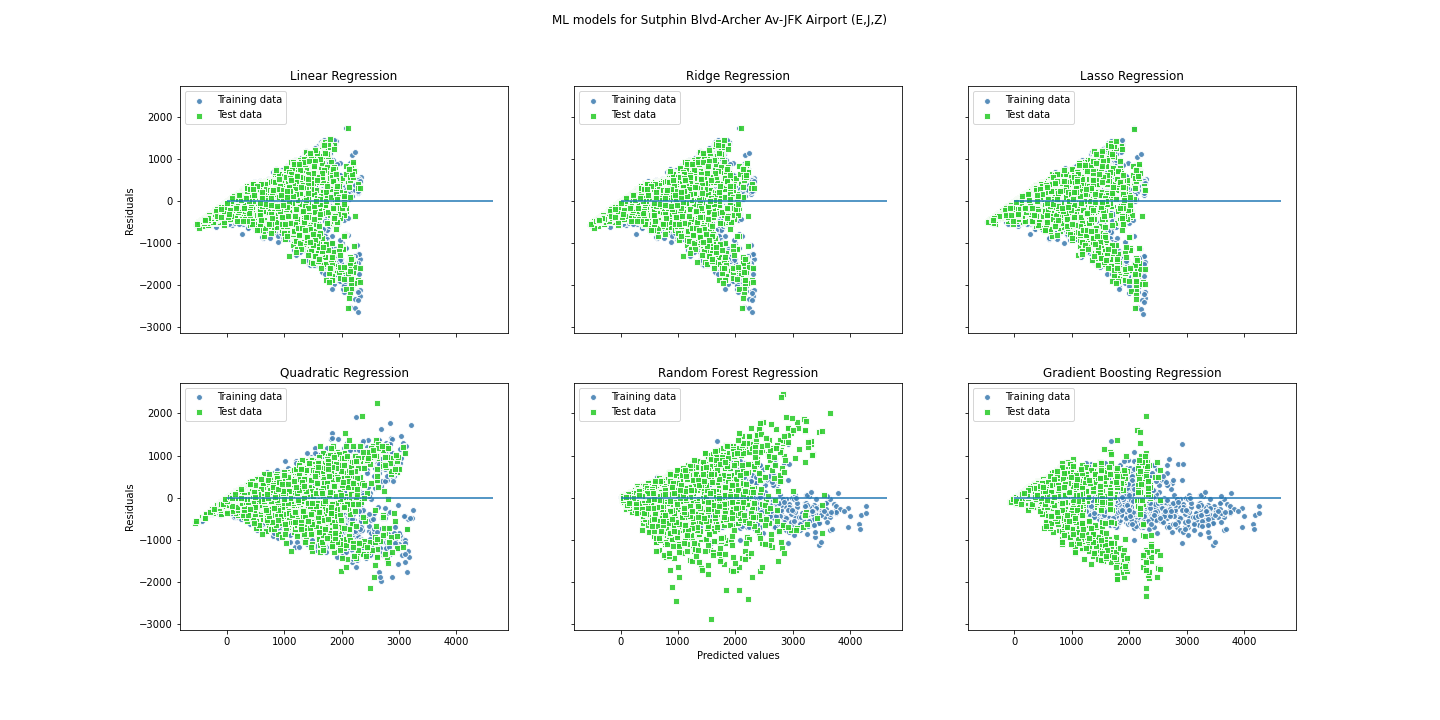 ML models for Sutphin Blvd-Archer Av-JFK Airport (E,J,Z)
Linear Regression
Ridge Regression
Lasso Regression
Training data
Test data
Training data
Test data
Training data
Test data
Residuals
2000
1000
0
−1000
−2000
−3000
Quadratic Regression
Random Forest Regression
Gradient Boosting Regression
Training data
Test data
Training data
Test data
Training data
Test data
Residuals
2000
1000
0
−1000
−2000
−3000
0 1000 2000 3000 4000
0 1000 2000 3000 4000
0 1000 2000 3000 4000
Predicted values